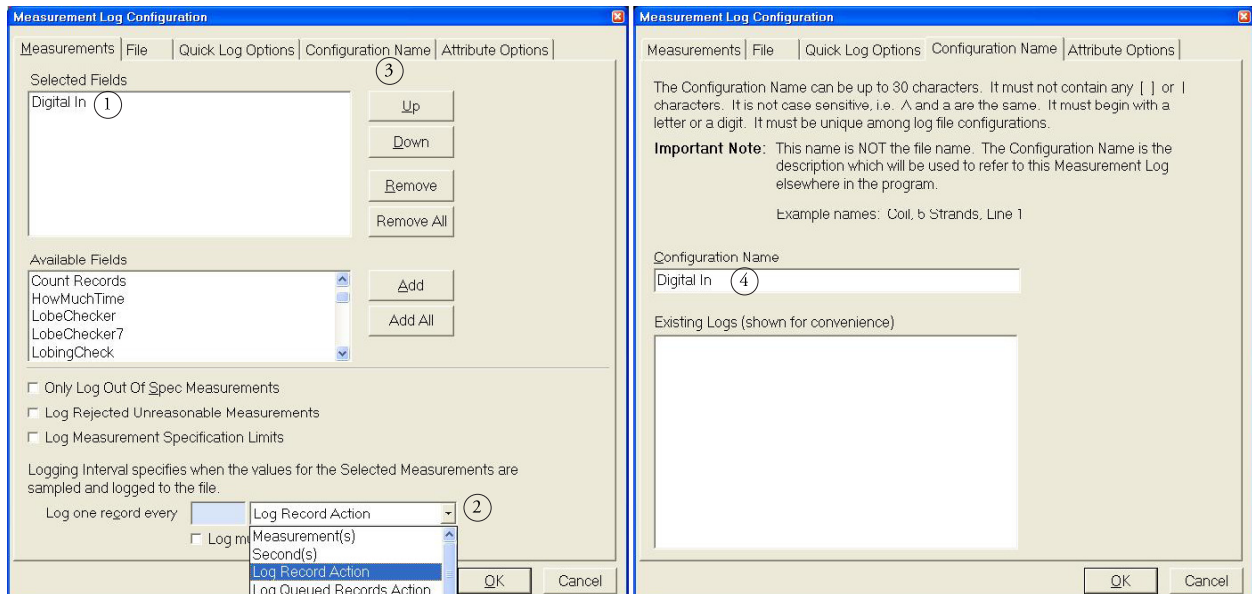 Measurement Log Configuration
Measurements File Quick Log Options Configuration Name Attribute Options
3
Selected Fields
Digital In 1
Up
Down
Remove
Remove All
Available Fields
Count Records
HowMuchTime
LobeChecker
LobeChecker7
LobingCheck
Add
Add All
Only Log Out Of Spec Measurements
Log Rejected Unreasonable Measurements
Log Measurement Specification Limits
Logging Interval specifies when the values for the Selected Measurements are
sampled and logged to the file.
Log one record every Log Record Action 2
Log mu
Measurement(s)
Second(s)
Log Record Action
Log Queued Records Action
OK Cancel
Measurement Log Configuration
Measurements File Quick Log Options Configuration Name Attribute Options
The Configuration Name can be up to 30 characters. It must not contain any [ ] or |
characters. It is not case sensitive, i.e. A and a are the same. It must begin with a
letter or a digit. It must be unique among log file configurations.
Important Note: This name is NOT the file name. The Configuration Name is the
description which will be used to refer to this Measurement Log
elsewhere in the program.
Example names: Coil, 6 Strands, Line 1
Configuration Name
Digital In 4
Existing Logs (shown for convenience)
OK Cancel